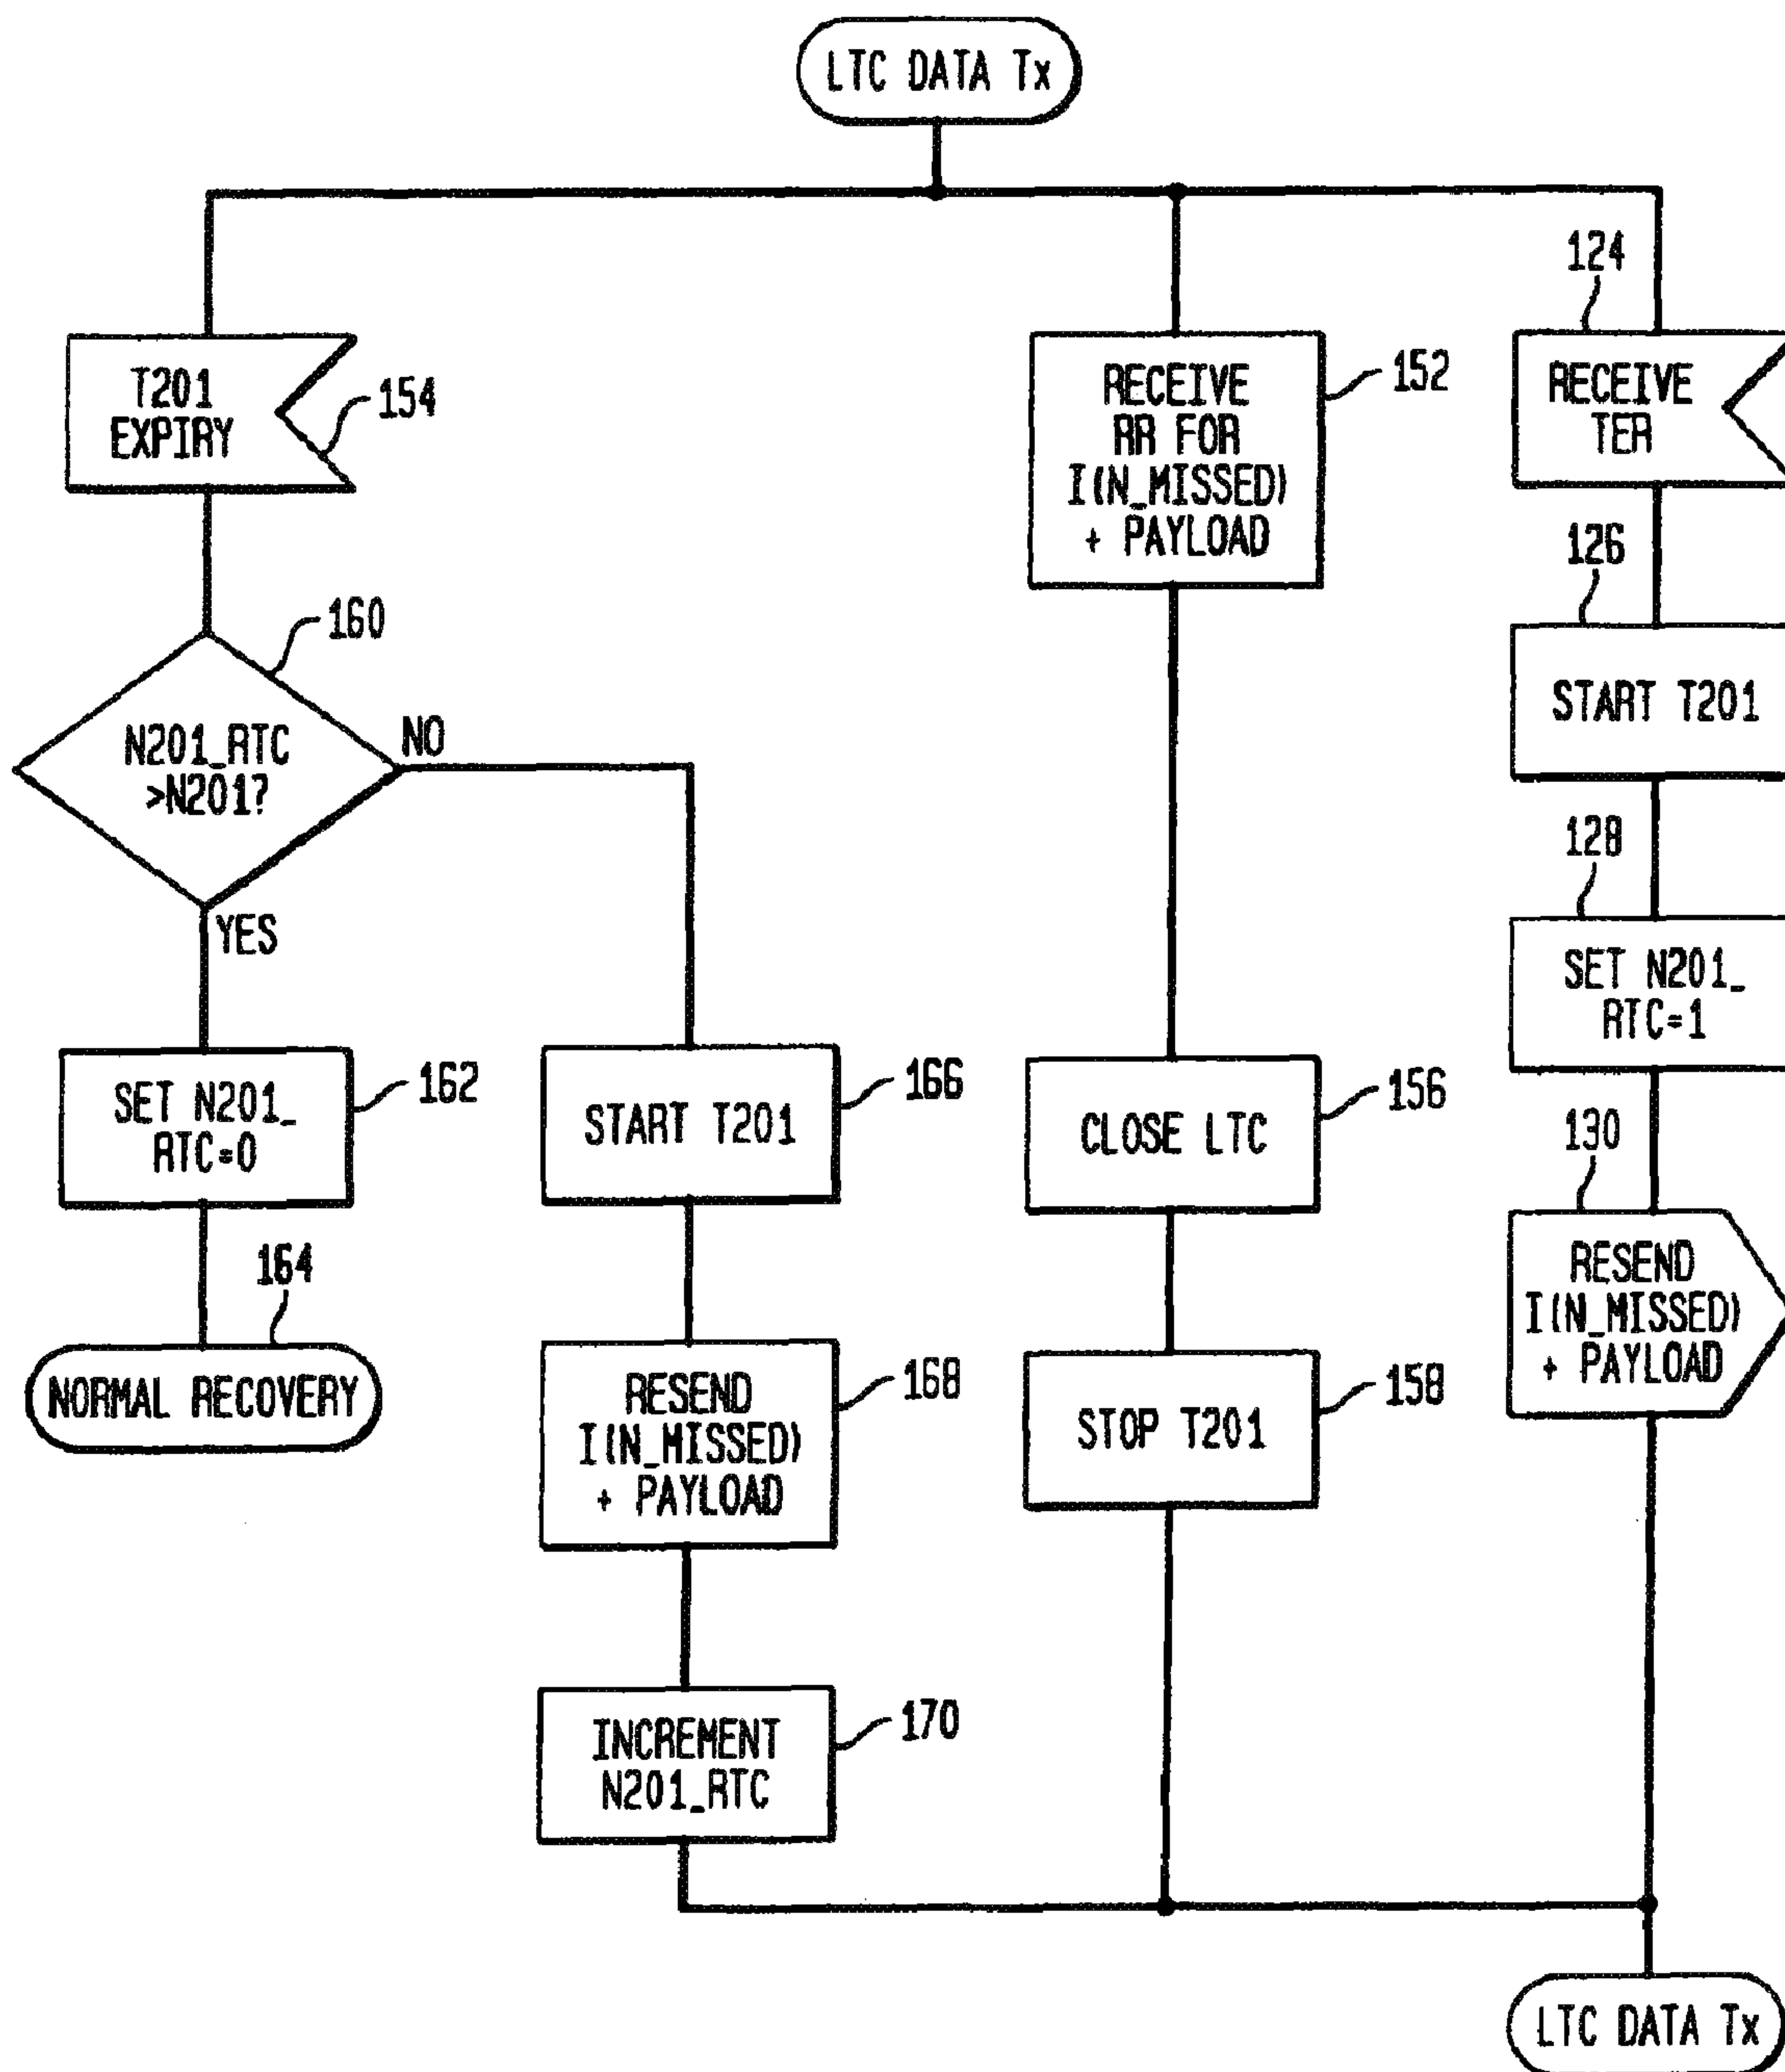 LTC DATA Tx
T201
EXPIRY
154
N201_RTC
>N201?
160
NO
YES
SET N201_
RTC=0
162
164
NORMAL RECOVERY
START T201
166
RESEND
I(N_MISSED)
+ PAYLOAD
168
INCREMENT
N201_RTC
170
RECEIVE
RR FOR
I(N_MISSED)
+ PAYLOAD
152
CLOSE LTC
156
STOP T201
158
124
RECEIVE
TER
126
START T201
128
SET N201_
RTC=1
130
RESEND
I(N_MISSED)
+ PAYLOAD
LTC DATA Tx